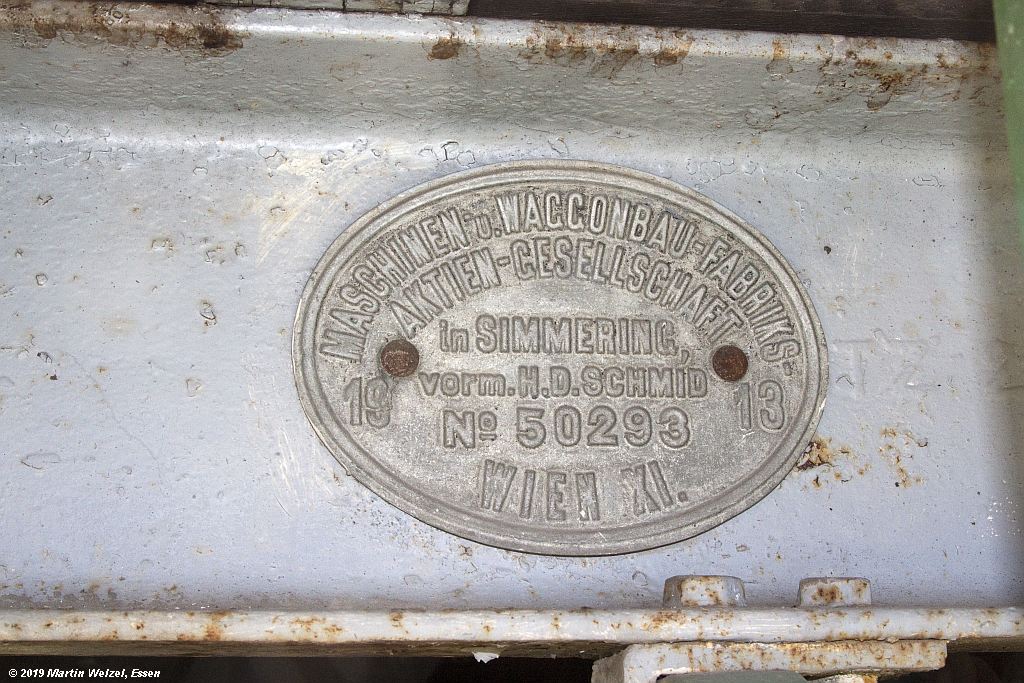 MASCHINEN u. WAGGONBAU-FABRIKS-
AKTIEN-GESELLSCHAFT
in SIMMERING,
vorm. H.D. SCHMID
19 13
Nº 50293
WIEN XI.
© 2019 Martin Welzel, Essen